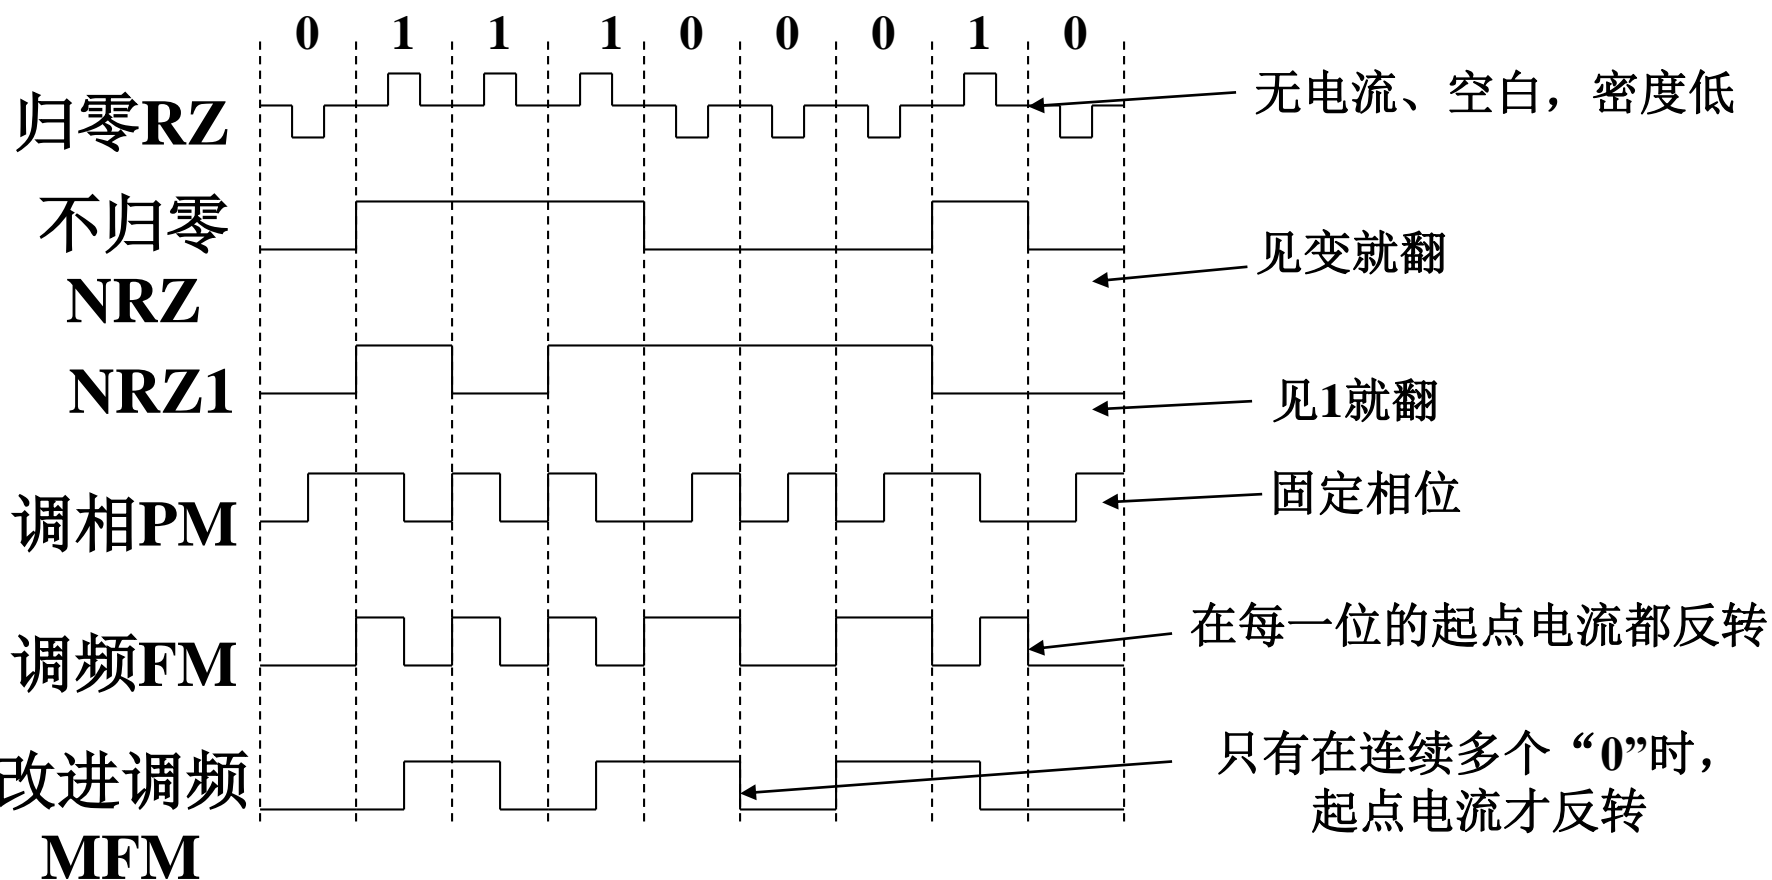 0 1 1 1 0 0 0 1 0
归零RZ
无电流、空白，密度低
不归零
NRZ
见变就翻
NRZ1
见1就翻
调相PM
固定相位
调频FM
在每一位的起点电流都反转
改进调频
MFM
只有在连续多个“0”时，
起点电流才反转